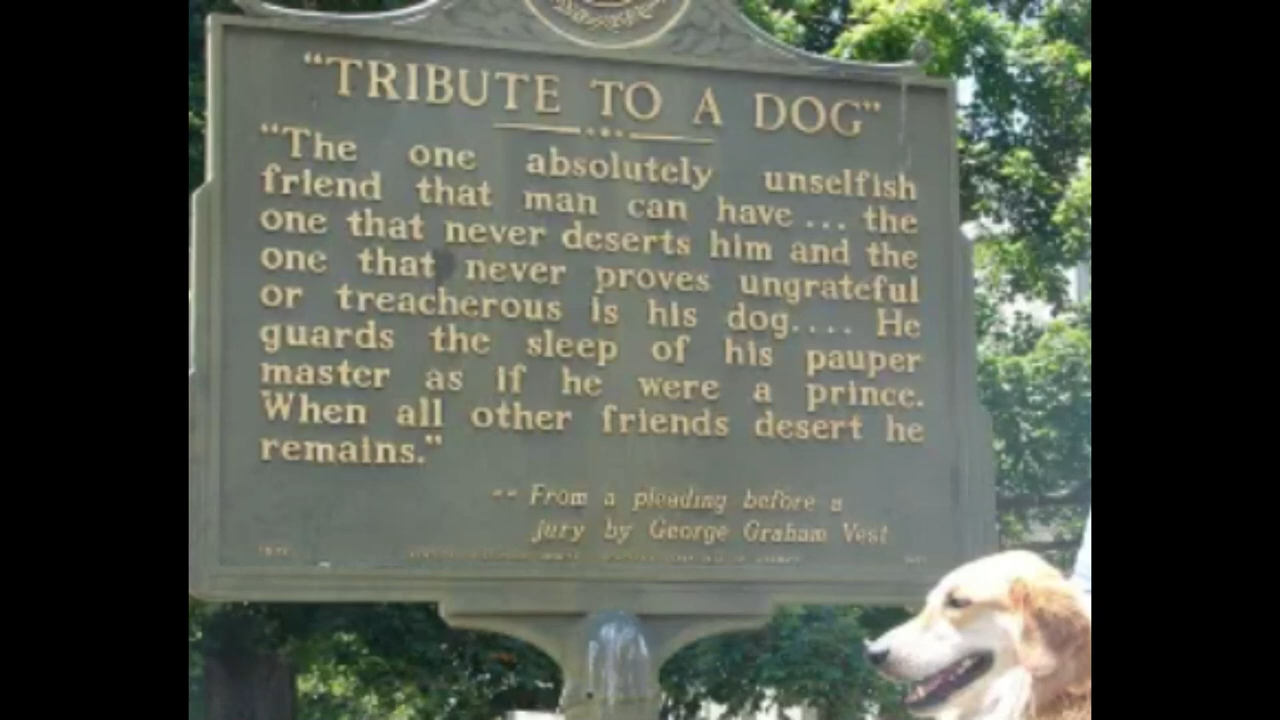 “TRIBUTE TO A DOG”
“The one absolutely unselfish
friend that man can have... the
one that never deserts him and the
one that never proves ungrateful
or treacherous is his dog.... He
guards the sleep of his pauper
master as if he were a prince.
When all other friends desert he
remains.”
-- From a pleading before a
jury by George Graham Vest